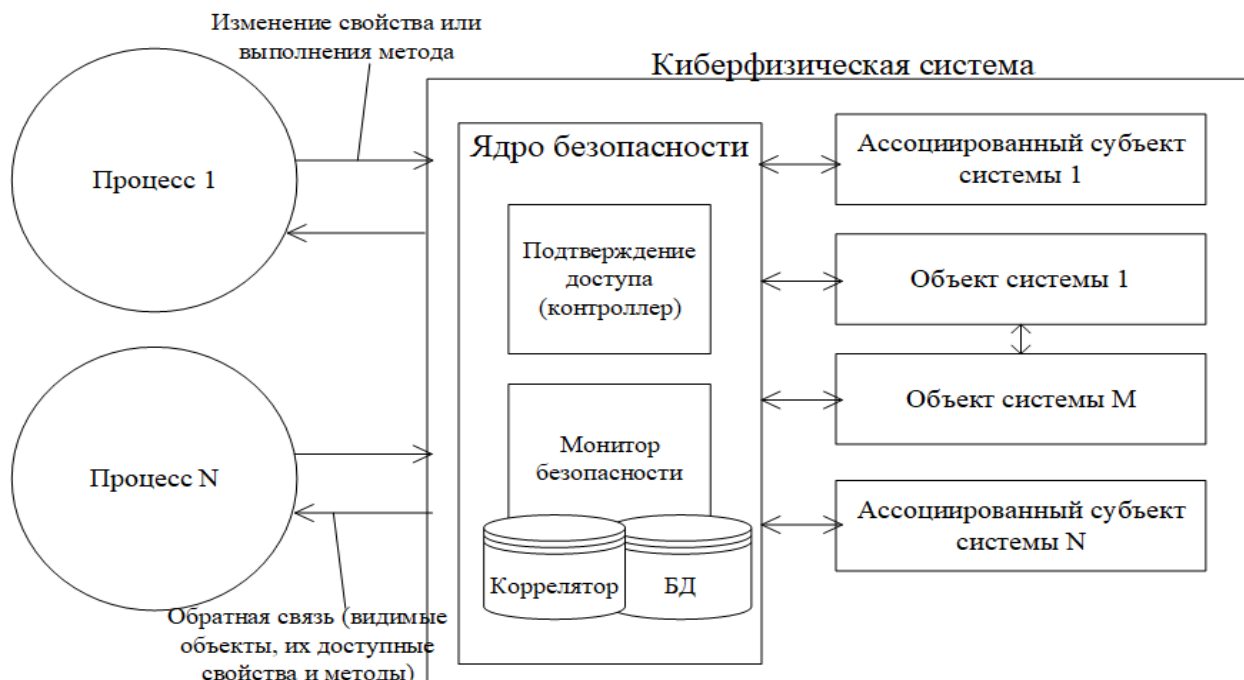 Изменение свойства или
выполнения метода
Киберфизическая система
Процесс 1
Ядро безопасности
Ассоциированный субъект
системы 1
Подтверждение
доступа
(контроллер)
Объект системы 1
Объект системы M
Процесс N
Монитор
безопасности
Коррелятор
БД
Ассоциированный субъект
системы N
Обратная связь (видимые
объекты, их доступные
свойства и методы)